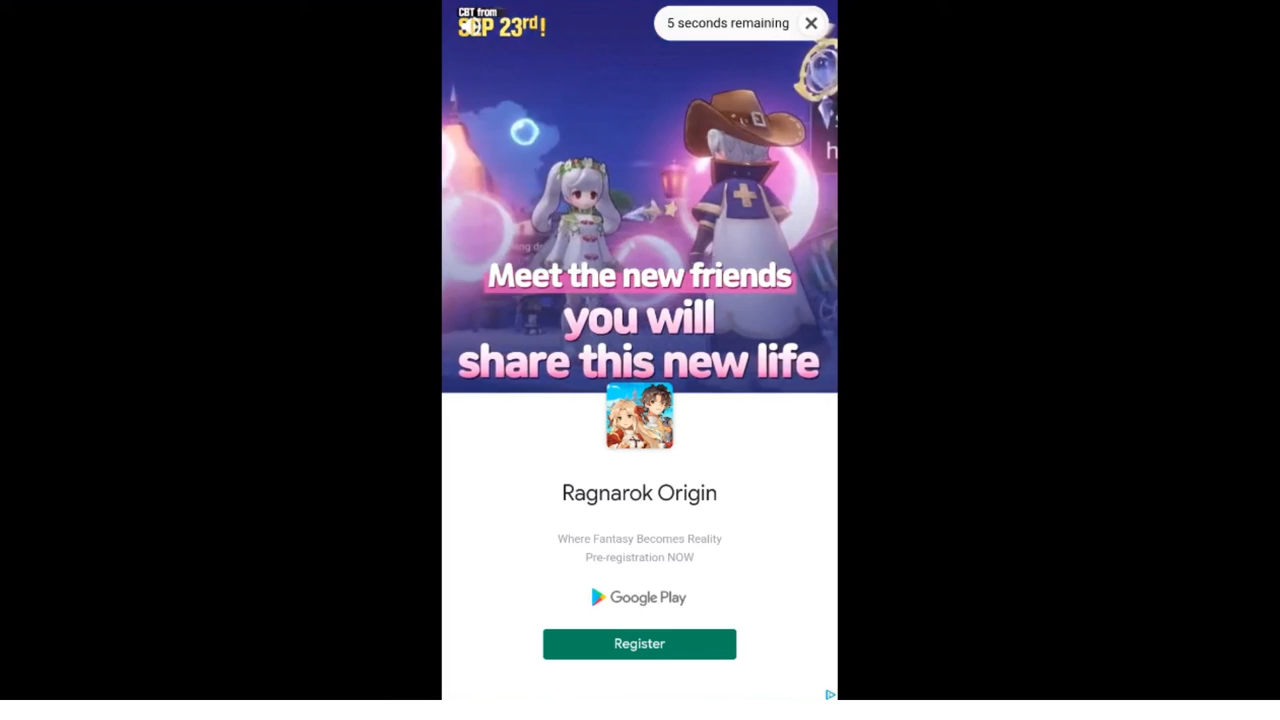 CBT from
SEP 23rd!
5 seconds remaining
Meet the new friends
you will
share this new life
Ragnarok Origin
Where Fantasy Becomes Reality
Pre-registration NOW
Google Play
Register